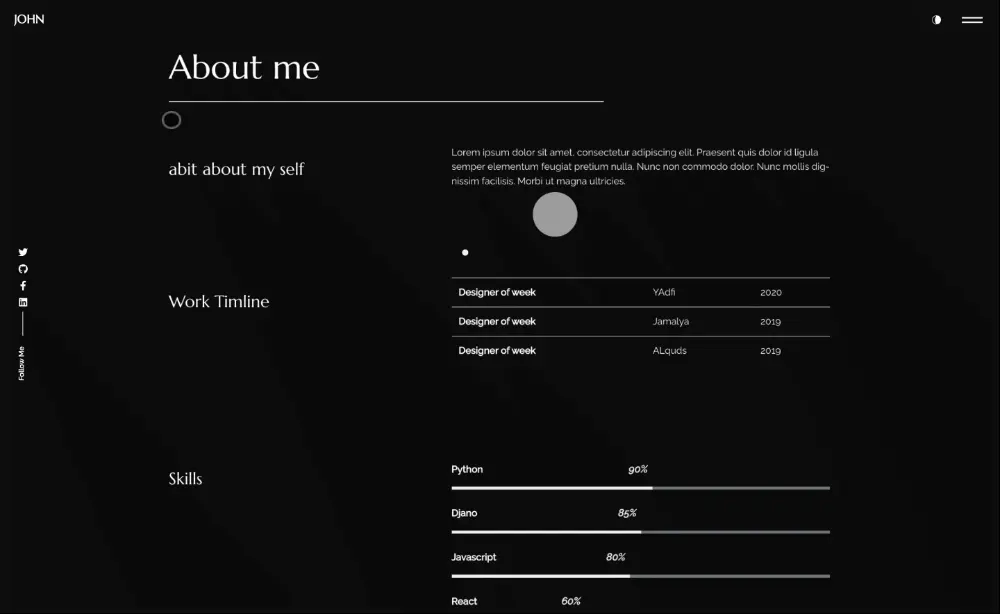 JOHN
About me
abit about my self
Lorem ipsum dolor sit amet, consectetur adipiscing elit. Praesent quis dolor id ligula
semper elementum feugiat pretium nulla. Nunc non commodo dolor. Nunc mollis dig-
nissim facilisis. Morbi ut magna ultricies.
Work Timline
Designer of week YAdfi 2020
Designer of week Jamalya 2019
Designer of week ALquds 2019
Follow Me
Skills
Python 90%
Djano 85%
Javascript 80%
React 60%